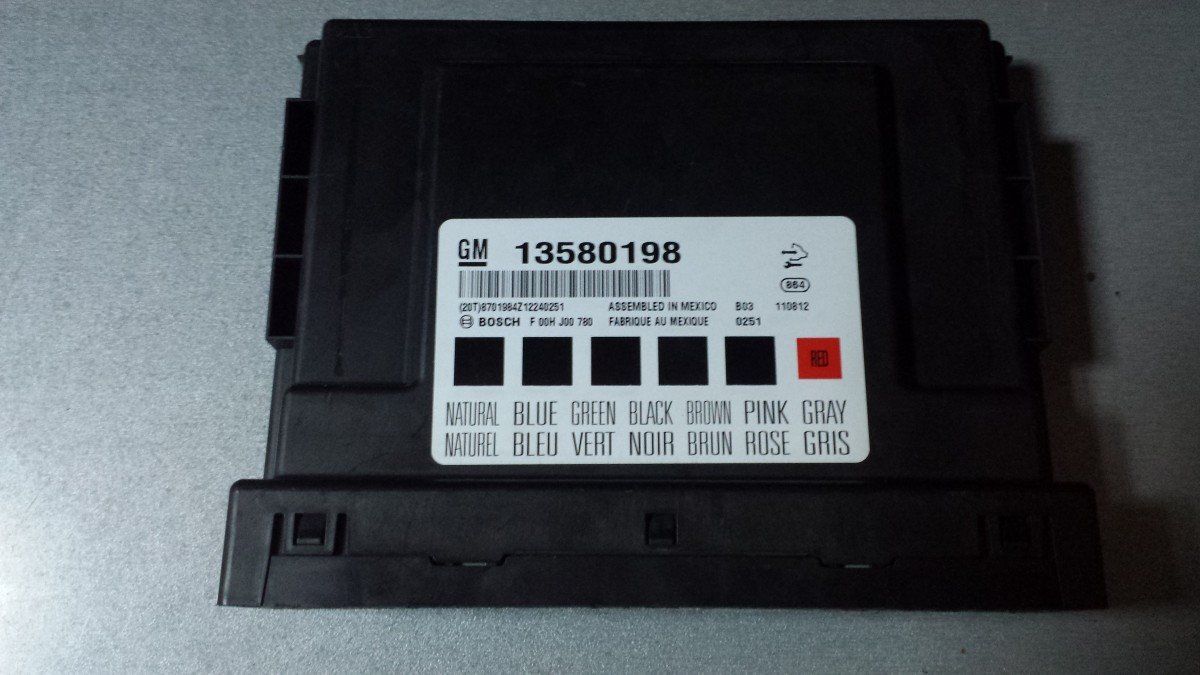 GM 13580198
864
(20T)8701984Z12240251 ASSEMBLED IN MEXICO B03 110812
BOSCH F 00H J00 780 FABRIQUE AU MEXIQUE 0251
RED
NATURAL BLUE GREEN BLACK BROWN PINK GRAY
NATUREL BLEU VERT NOIR BRUN ROSE GRIS